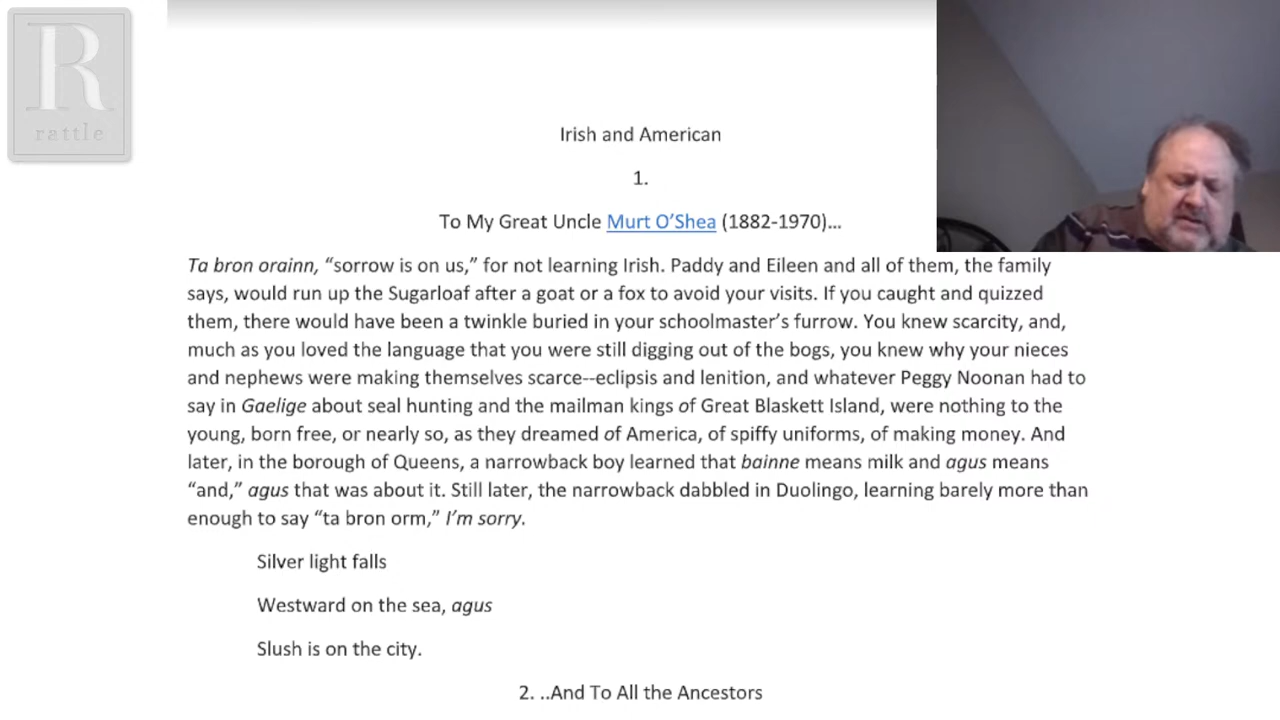 R
rattle
Irish and American
1.
To My Great Uncle Murt O’Shea (1882-1970)…
Ta bron orainn, “sorrow is on us,” for not learning Irish. Paddy and Eileen and all of them, the family
says, would run up the Sugarloaf after a goat or a fox to avoid your visits. If you caught and quizzed
them, there would have been a twinkle buried in your schoolmaster’s furrow. You knew scarcity, and,
much as you loved the language that you were still digging out of the bogs, you knew why your nieces
and nephews were making themselves scarce--eclipsis and lenition, and whatever Peggy Noonan had to
say in Gaelige about seal hunting and the mailman kings of Great Blaskett Island, were nothing to the
young, born free, or nearly so, as they dreamed of America, of spiffy uniforms, of making money. And
later, in the borough of Queens, a narrowback boy learned that bainne means milk and agus means
“and,” agus that was about it. Still later, the narrowback dabbled in Duolingo, learning barely more than
enough to say “ta bron orm,” I’m sorry.
Silver light falls
Westward on the sea, agus
Slush is on the city.
2. ..And To All the Ancestors